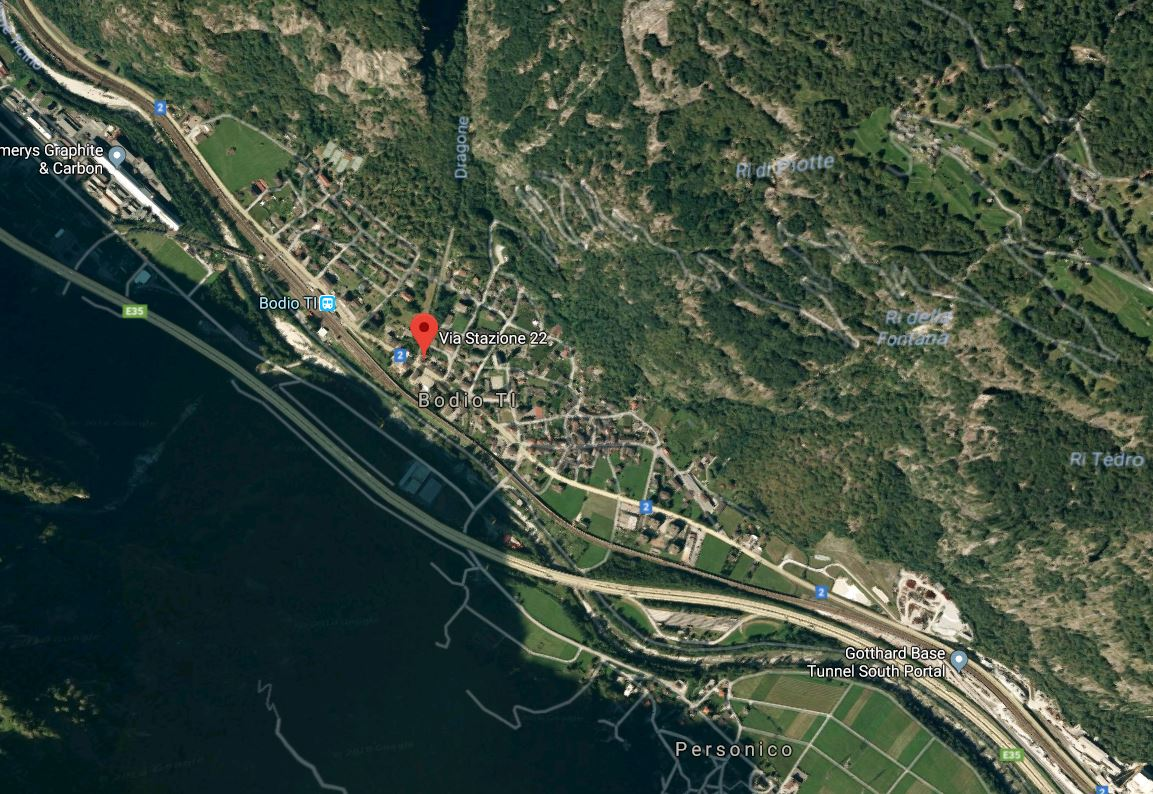 2
merys Graphite
& Carbon
Dragone
Ri di Piotte
Bodio TI
E35
Via Stazione 22,
2
Bodio TI
Ri della
Fontana
Ri Tedro
2
2
Gotthard Base
Tunnel South Portal
Personico
E35
2